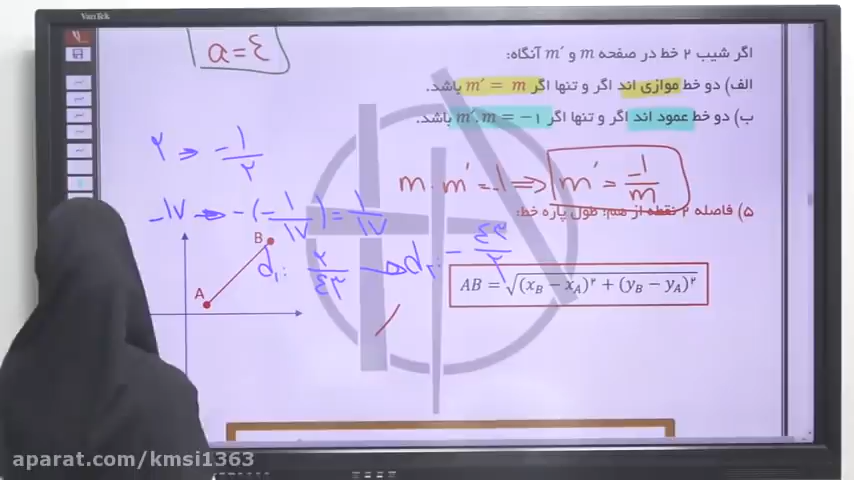 VanTek
a = ٤
اگر شیب ۲ خط در صفحه m و m′ آنگاه:
الف) دو خط موازی اند اگر و تنها اگر m′ = m باشد.
ب) دو خط عمود اند اگر و تنها اگر m′. m = −۱ باشد.
۲ ⇒ −۱/۲
m . m′ = −1 ⇒ m′ = −1/m
−۱۷ → −(−۱/۱۷) = ۱/۱۷
۵) فاصله ۲ نقطه از هم: طول پاره خط:
B
d₁: ۲/٤۳ → d₂: −٤۳/۲
AB = √(x_B − x_A)² + (y_B − y_A)²
A
aparat.com/kmsi1363